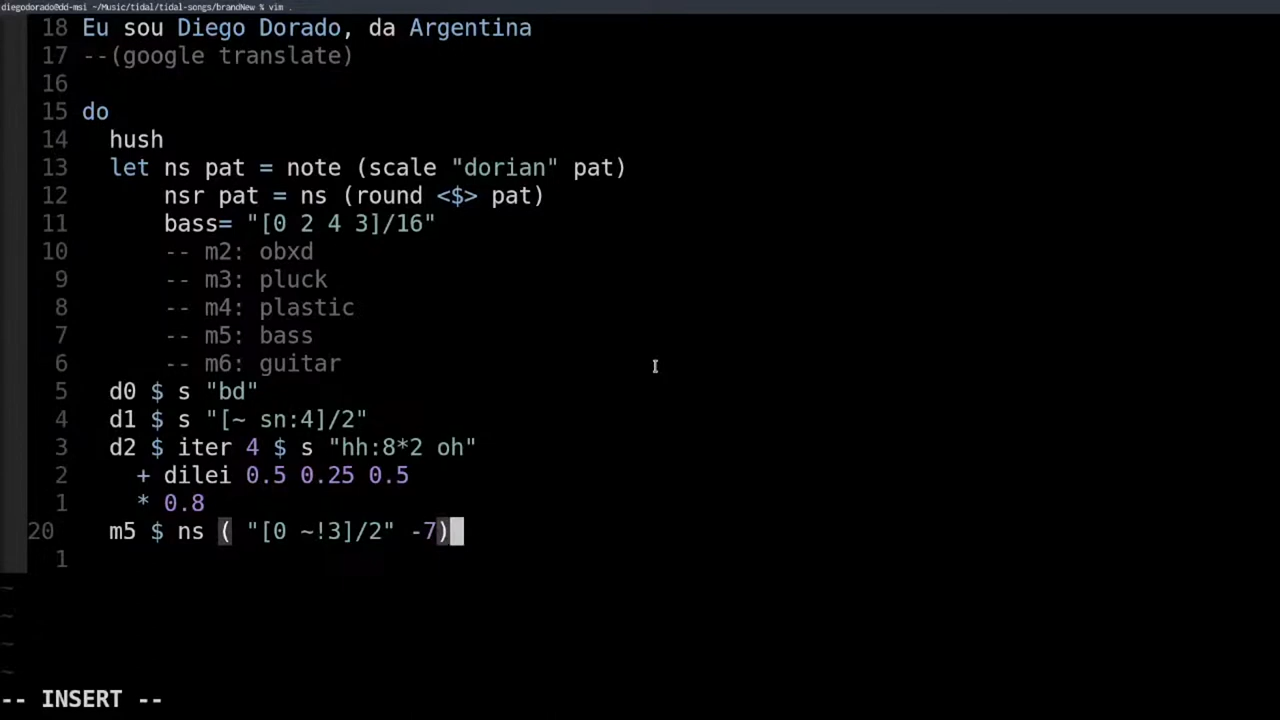 diegodorado@dd-msi ~/Music/tidal/tidal-songs/brandNew % vim .
18 Eu sou Diego Dorado, da Argentina
17 --(google translate)
16
15 do
14   hush
13   let ns pat = note (scale "dorian" pat)
12       nsr pat = ns (round <$> pat)
11       bass= "[0 2 4 3]/16"
10       -- m2: obxd
9       -- m3: pluck
8       -- m4: plastic
7       -- m5: bass
6       -- m6: guitar
5   d0 $ s "bd"
4   d1 $ s "[~ sn:4]/2"
3   d2 $ iter 4 $ s "hh:8*2 oh"
2     + dilei 0.5 0.25 0.5
1     * 0.8
20   m5 $ ns ( "[0 ~!3]/2" -7)
1
~
~
~
~
-- INSERT --